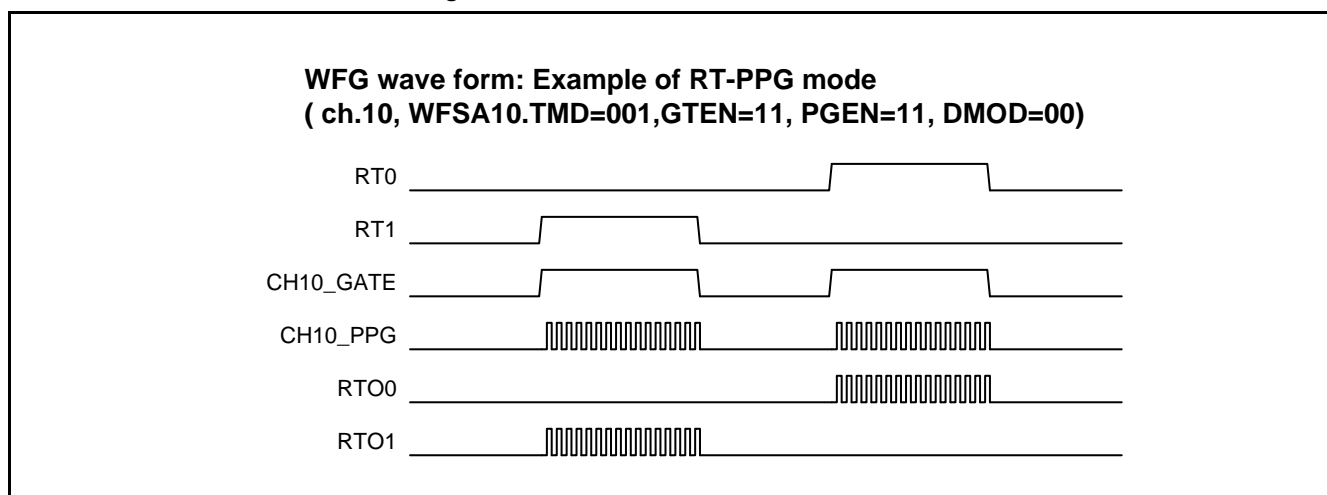 WFG wave form: Example of RT-PPG mode
( ch.10, WFSA10.TMD=001,GTEN=11, PGEN=11, DMOD=00)
RT0
RT1
CH10_GATE
CH10_PPG
RTO0
RTO1